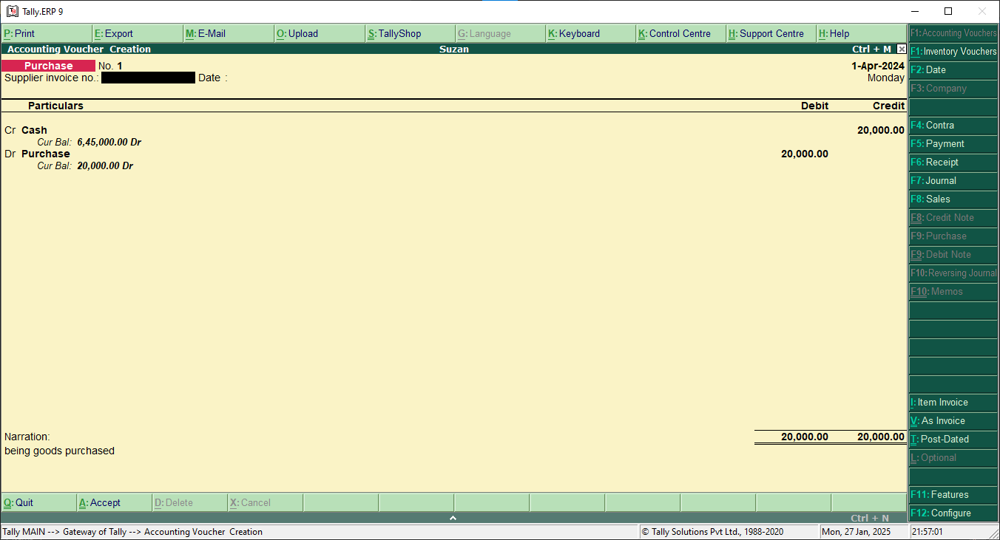 Tally.ERP 9
P: Print E: Export M: E-Mail O: Upload S: TallyShop G: Language K: Keyboard K: Control Centre H: Support Centre H: Help
Accounting Voucher Creation Suzan Ctrl + M
Purchase No. 1 1-Apr-2024
Supplier invoice no.: Date : Monday
Particulars Debit Credit
Cr Cash 20,000.00
Cur Bal: 6,45,000.00 Dr
Dr Purchase 20,000.00
Cur Bal: 20,000.00 Dr
Narration: 20,000.00 20,000.00
being goods purchased
Q: Quit A: Accept D: Delete X: Cancel
Ctrl + N
F1: Accounting Vouchers
F1: Inventory Vouchers
F2: Date
F3: Company
F4: Contra
F5: Payment
F6: Receipt
F7: Journal
F8: Sales
F8: Credit Note
F9: Purchase
F9: Debit Note
F10: Reversing Journal
F10: Memos
I: Item Invoice
V: As Invoice
T: Post-Dated
L: Optional
F11: Features
F12: Configure
Tally MAIN --> Gateway of Tally --> Accounting Voucher Creation © Tally Solutions Pvt Ltd., 1988-2020 Mon, 27 Jan, 2025 21:57:01